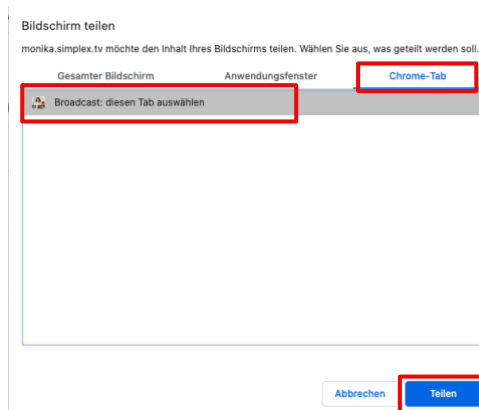 Bildschirm teilen
monika.simplex.tv möchte den Inhalt Ihres Bildschirms teilen. Wählen Sie aus, was geteilt werden soll.
Gesamter Bildschirm Anwendungsfenster Chrome-Tab
Broadcast: diesen Tab auswählen
Abbrechen Teilen